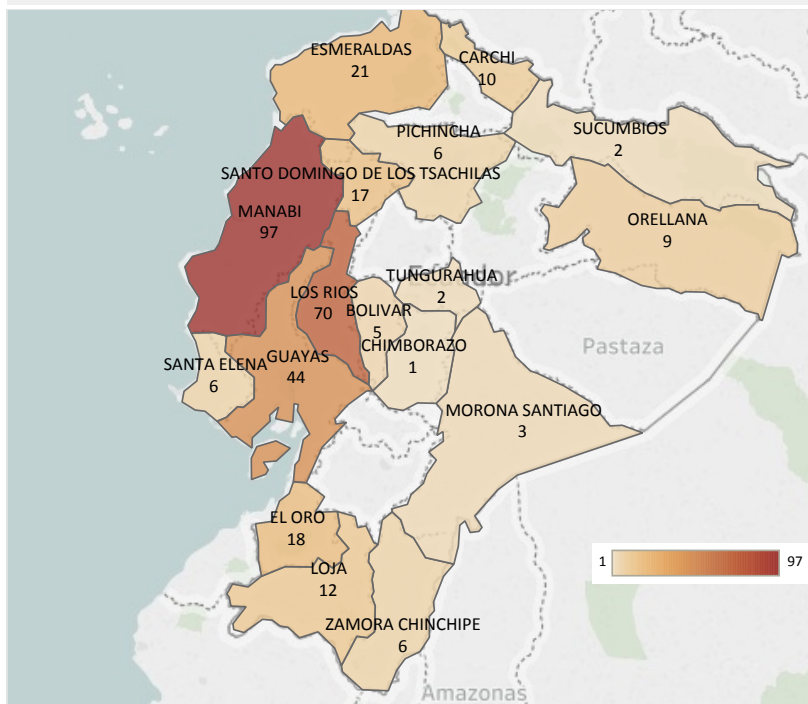 ESMERALDAS
21
CARCHI
10
PICHINCHA
6
SUCUMBIOS
2
SANTO DOMINGO DE LOS TSACHILAS
17
MANABI
97
ORELLANA
9
Ecuador
TUNGURAHUA
2
LOS RIOS
70
BOLIVAR
5
CHIMBORAZO
1
Pastaza
SANTA ELENA
6
GUAYAS
44
MORONA SANTIAGO
3
EL ORO
18
1
97
LOJA
12
ZAMORA CHINCHIPE
6
Amazonas